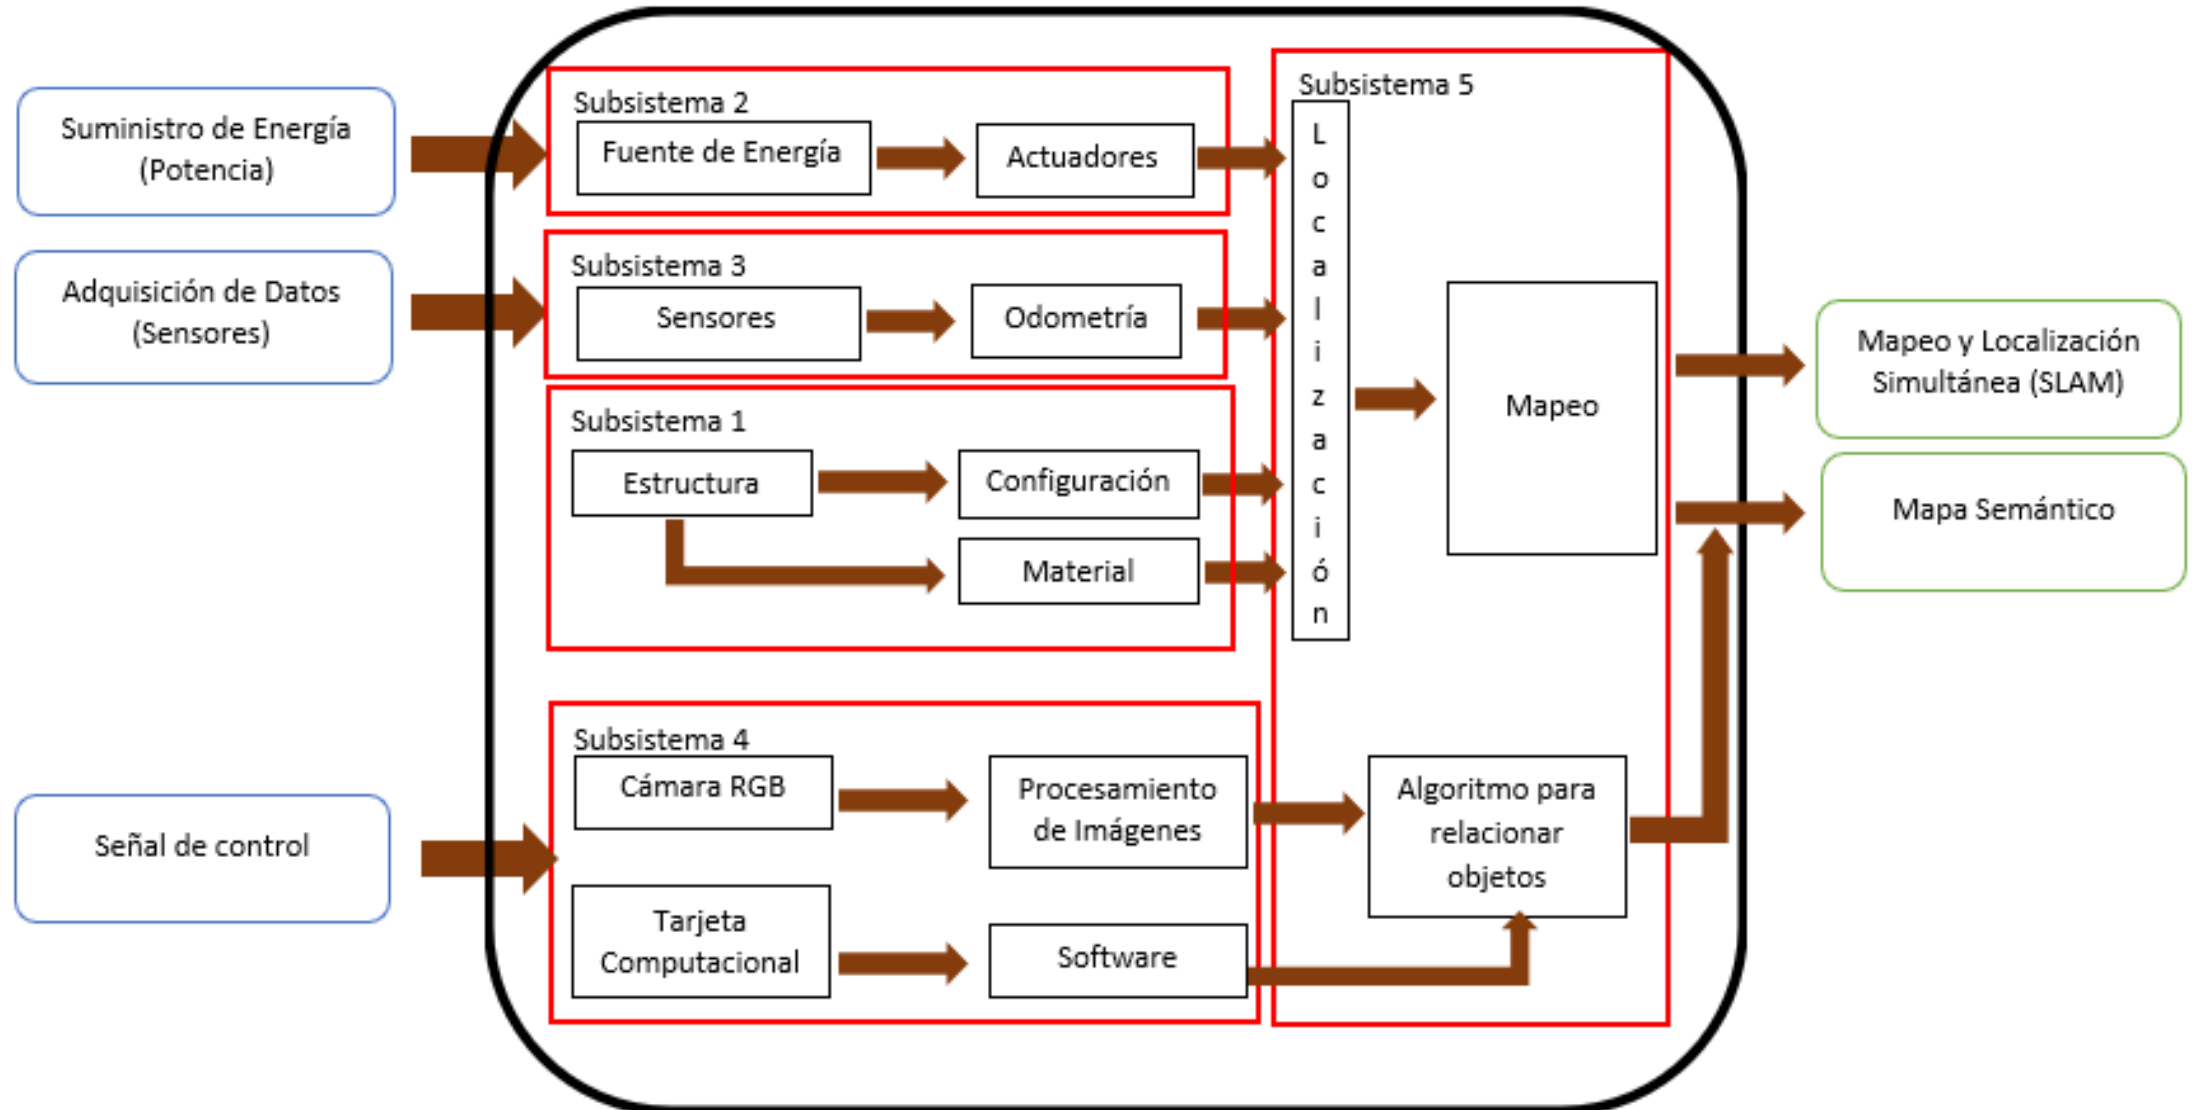 Suministro de Energía
(Potencia)
Adquisición de Datos
(Sensores)
Señal de control
Subsistema 2
Fuente de Energía
Actuadores
Subsistema 3
Sensores
Odometría
Subsistema 1
Estructura
Configuración
Material
Subsistema 4
Cámara RGB
Procesamiento
de Imágenes
Tarjeta
Computacional
Software
Subsistema 5
L
o
c
a
l
i
z
a
c
i
ó
n
Mapeo
Algoritmo para
relacionar
objetos
Mapeo y Localización
Simultánea (SLAM)
Mapa Semántico